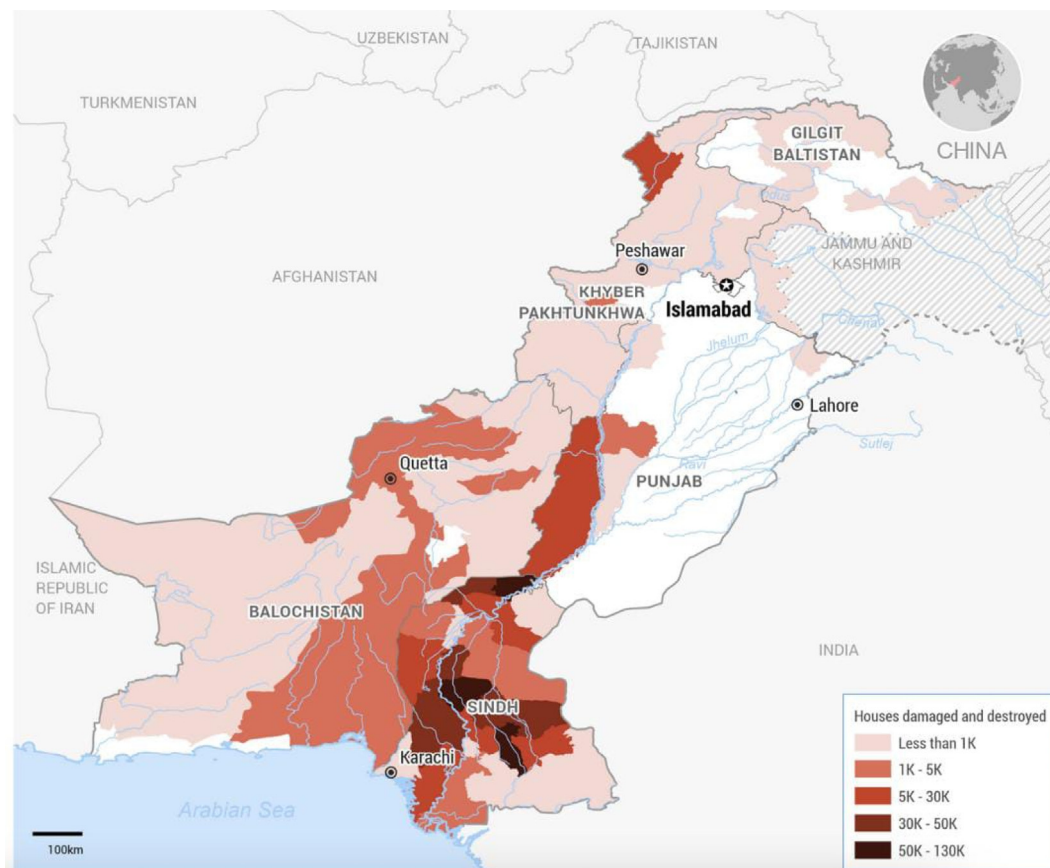 UZBEKISTAN
TAJIKISTAN
TURKMENISTAN
GILGIT
BALTISTAN
CHINA
Indus
JAMMU AND
KASHMIR
Peshawar
AFGHANISTAN
KHYBER
PAKHTUNKHWA
Islamabad
Chenab
Jhelum
Lahore
Sutlej
Quetta
Ravi
PUNJAB
ISLAMIC
REPUBLIC
OF IRAN
BALOCHISTAN
INDIA
SINDH
Karachi
Arabian Sea
100km
Houses damaged and destroyed
Less than 1K
1K - 5K
5K - 30K
30K - 50K
50K - 130K